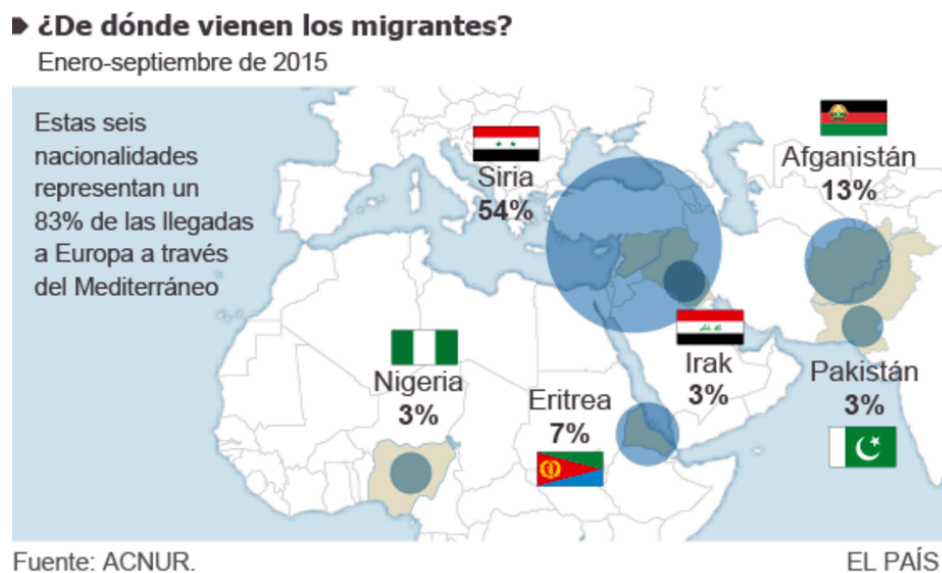 ¿De dónde vienen los migrantes?
Enero-septiembre de 2015
Estas seis
nacionalidades
representan un
83% de las llegadas
a Europa a través
del Mediterráneo
Siria
54%
Afganistán
13%
Irak
3%
Pakistán
3%
Nigeria
3%
Eritrea
7%
Fuente: ACNUR.
EL PAÍS